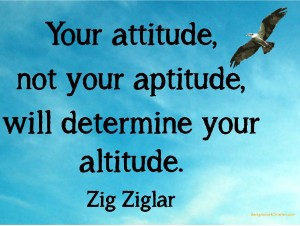 Your attitude,
not your aptitude,
will determine your
altitude.
Zig Ziglar